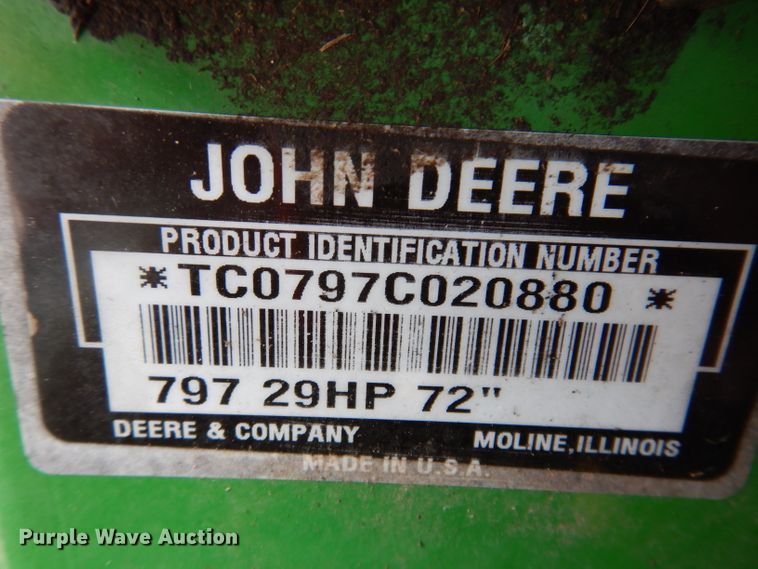 JOHN DEERE
PRODUCT IDENTIFICATION NUMBER
* TC0797C020880 *
797 29HP 72"
DEERE & COMPANY MOLINE, ILLINOIS
MADE IN U.S.A.
Purple Wave Auction